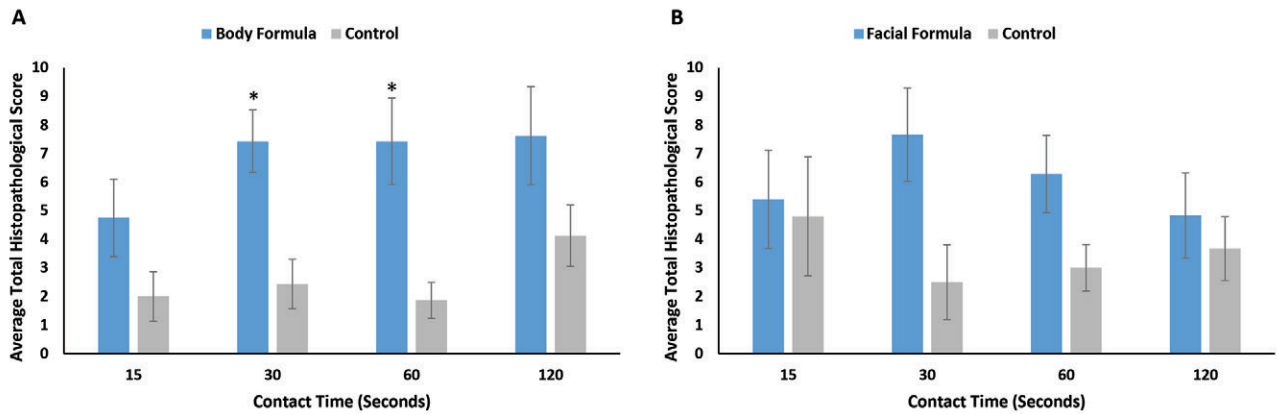 A
Body Formula Control
Average Total Histopathological Score
10
9
8
7
6
5
4
3
2
1
0
* *
15 30 60 120
Contact Time (Seconds)
B
Facial Formula Control
Average Total Histopathological Score
10
9
8
7
6
5
4
3
2
1
0
15 30 60 120
Contact Time (Seconds)